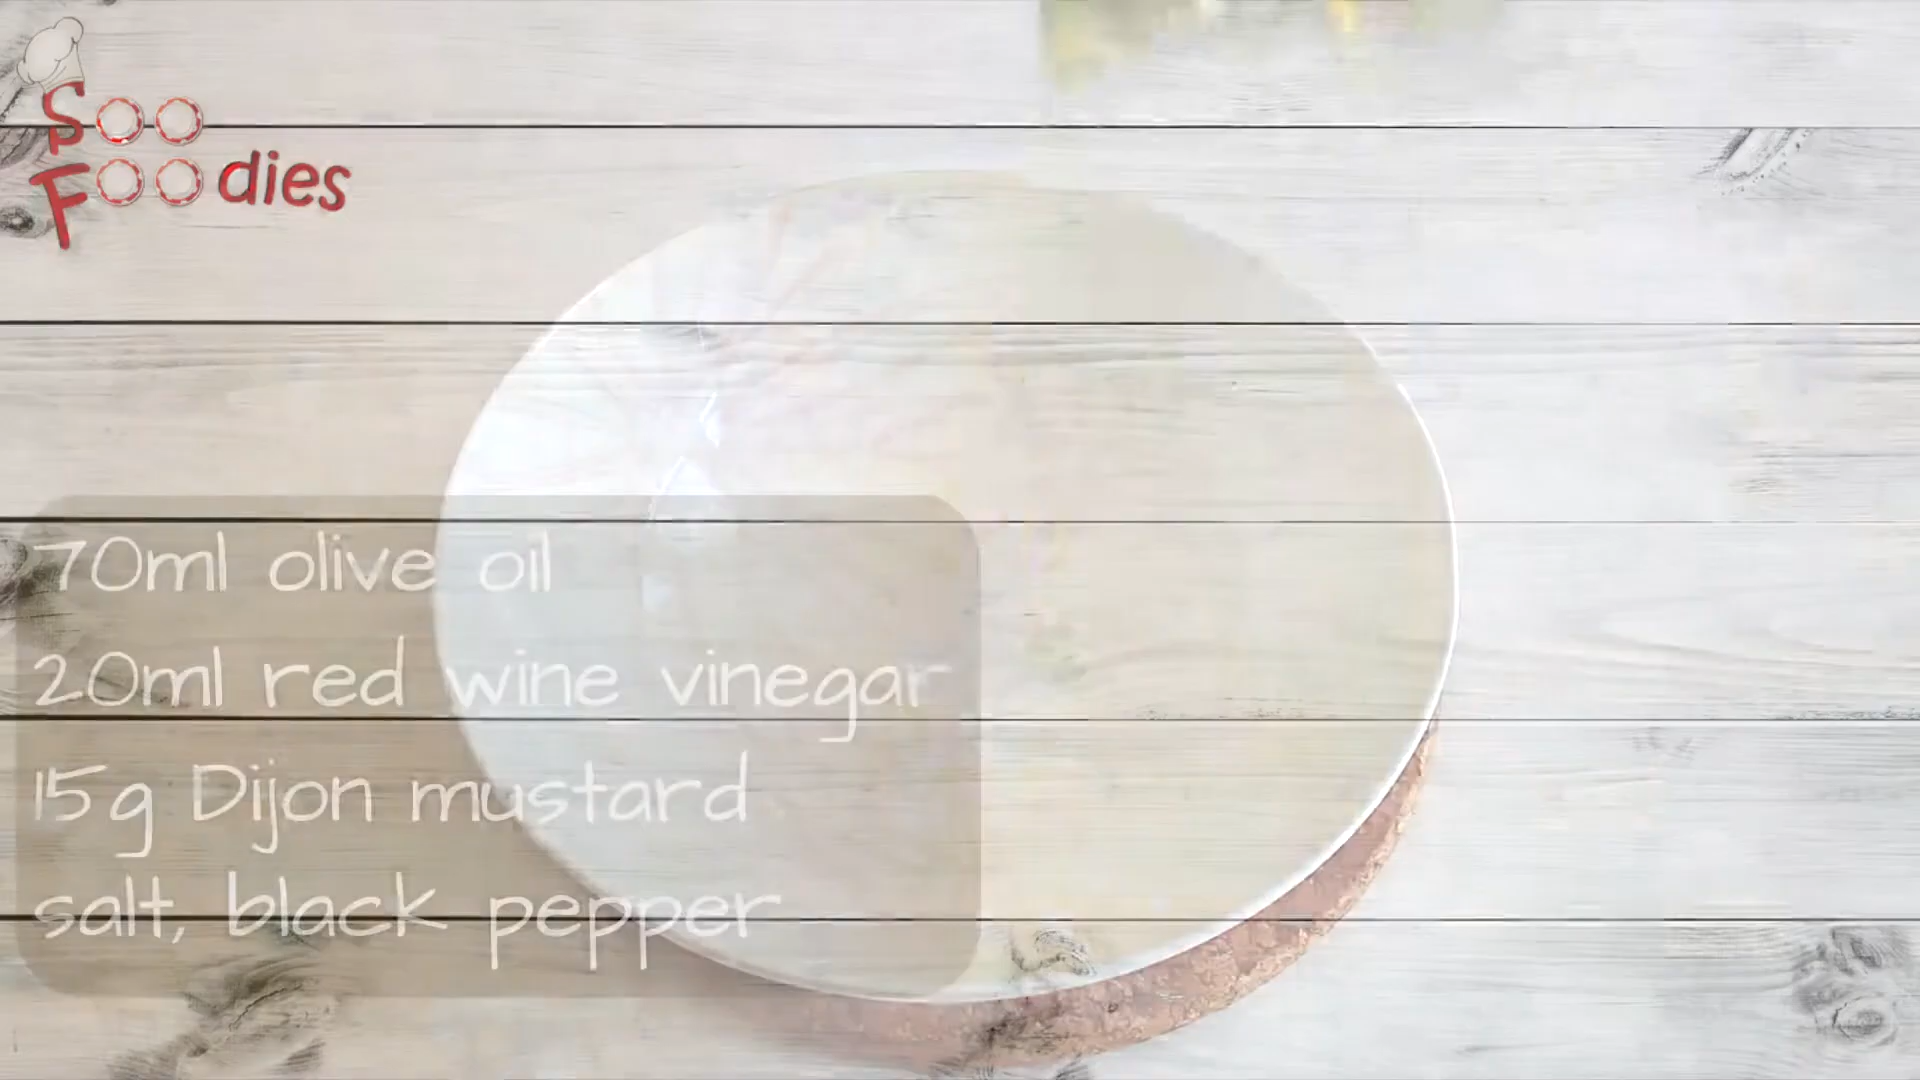 Soo
Foodies
70ml olive oil
20ml red wine vinegar
15g Dijon mustard
salt, black pepper